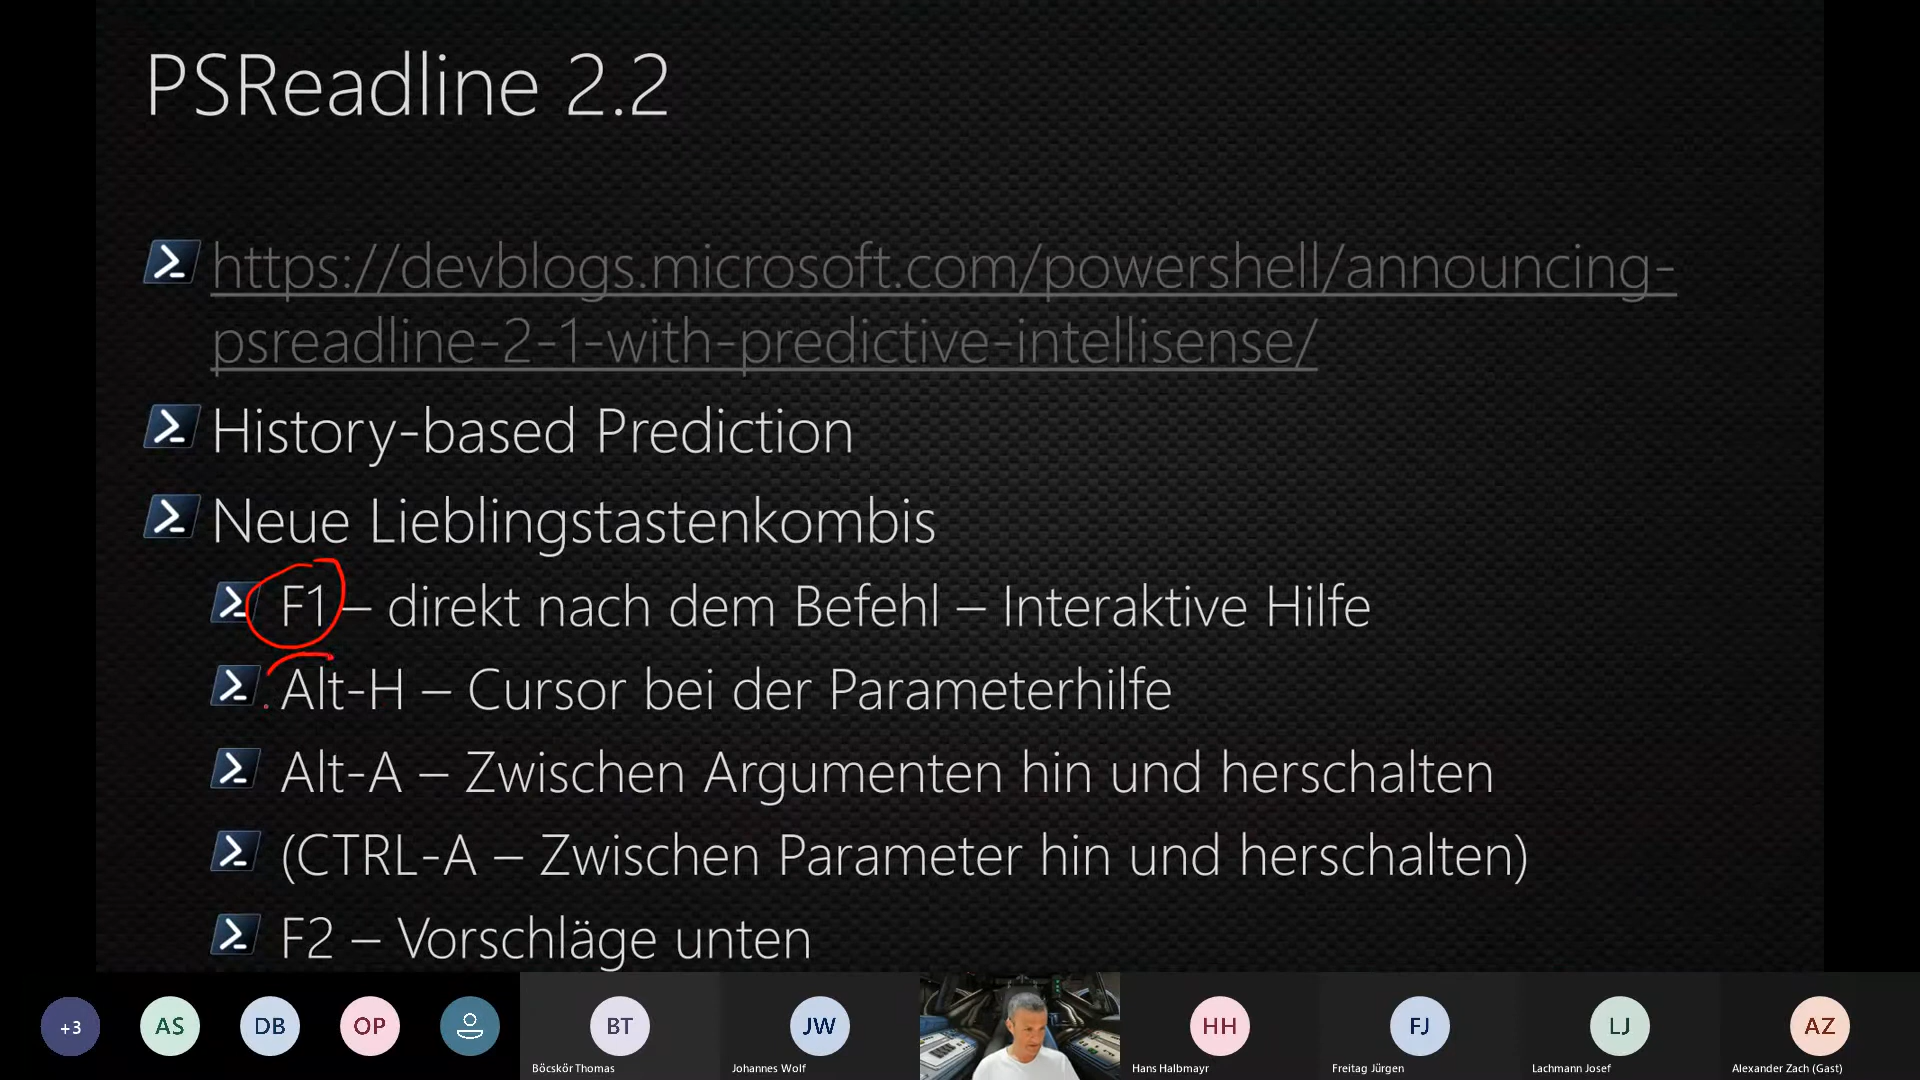 PSReadline 2.2
https://devblogs.microsoft.com/powershell/announcing-
psreadline-2-1-with-predictive-intellisense/
History-based Prediction
Neue Lieblingstastenkombis
F1 – direkt nach dem Befehl – Interaktive Hilfe
Alt-H – Cursor bei der Parameterhilfe
Alt-A – Zwischen Argumenten hin und herschalten
(CTRL-A – Zwischen Parameter hin und herschalten)
F2 – Vorschläge unten
+3 AS DB OP BT JW HH FJ LJ AZ
Böcskör Thomas Johannes Wolf Hans Halbmayr Freitag Jürgen Lachmann Josef Alexander Zach (Gast)